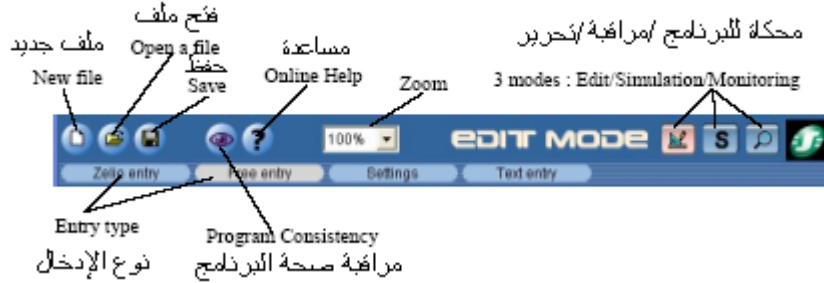 فتح ملف
ملف جديد
Open a file
مساعدة
محكاة للبرنامج /مراقبة /تحرير
New file
حفظ
Save
Online Help
Zoom
3 modes : Edit/Simulation/Monitoring
100%
EDIT MODE
S
Zelio entry
Free entry
Settings
Text entry
Entry type
Program Consistency
نوع الإدخال
مراقبة صحة البرنامج